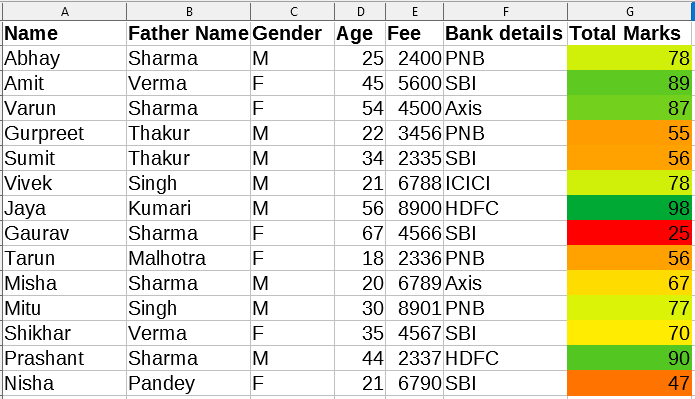 A B C D E F G
Name Father Name Gender Age Fee Bank details Total Marks
Abhay Sharma M 25 2400 PNB 78
Amit Verma F 45 5600 SBI 89
Varun Sharma F 54 4500 Axis 87
Gurpreet Thakur M 22 3456 PNB 55
Sumit Thakur M 34 2335 SBI 56
Vivek Singh M 21 6788 ICICI 78
Jaya Kumari M 56 8900 HDFC 98
Gaurav Sharma F 67 4566 SBI 25
Tarun Malhotra F 18 2336 PNB 56
Misha Sharma M 20 6789 Axis 67
Mitu Singh M 30 8901 PNB 77
Shikhar Verma F 35 4567 SBI 70
Prashant Sharma M 44 2337 HDFC 90
Nisha Pandey F 21 6790 SBI 47